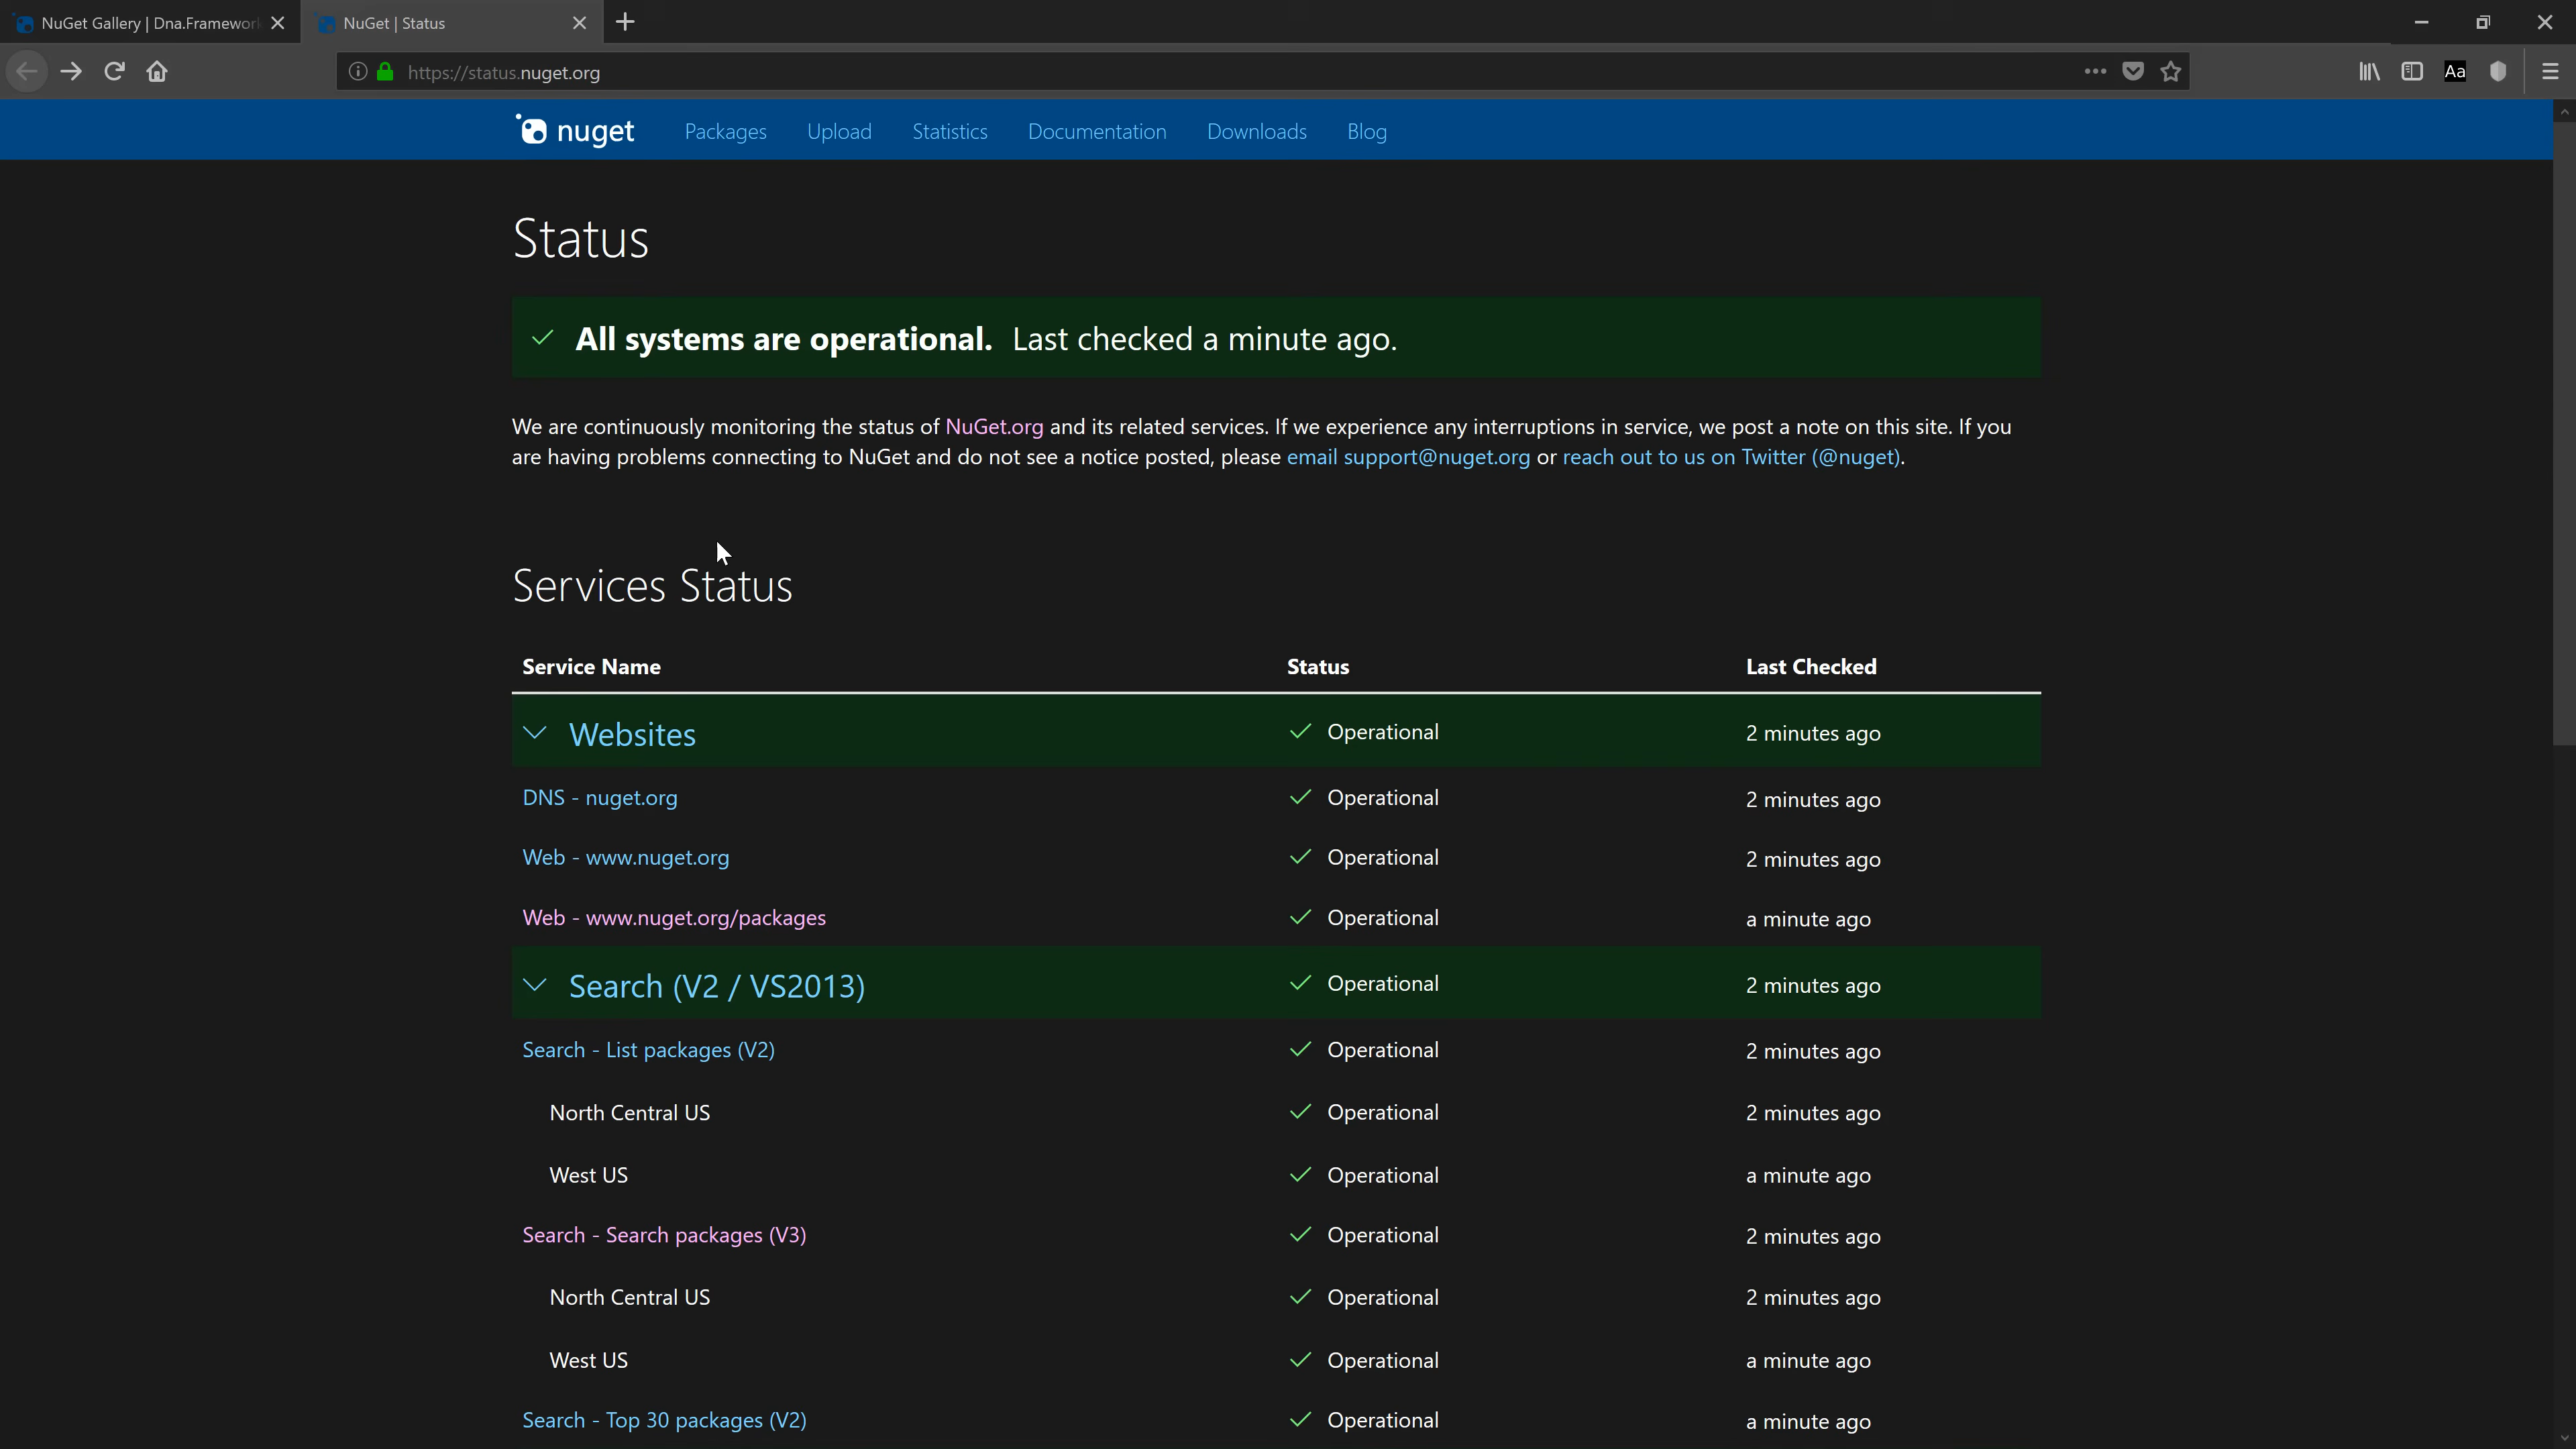 NuGet Gallery | Dna.Framework
NuGet | Status
https://status.nuget.org
Aa
nuget
Packages
Upload
Statistics
Documentation
Downloads
Blog
Status
All systems are operational. Last checked a minute ago.
We are continuously monitoring the status of NuGet.org and its related services. If we experience any interruptions in service, we post a note on this site. If you
are having problems connecting to NuGet and do not see a notice posted, please email support@nuget.org or reach out to us on Twitter (@nuget).
Services Status
Service Name Status Last Checked
Websites Operational 2 minutes ago
DNS - nuget.org Operational 2 minutes ago
Web - www.nuget.org Operational 2 minutes ago
Web - www.nuget.org/packages Operational a minute ago
Search (V2 / VS2013) Operational 2 minutes ago
Search - List packages (V2) Operational 2 minutes ago
North Central US Operational 2 minutes ago
West US Operational a minute ago
Search - Search packages (V3) Operational 2 minutes ago
North Central US Operational 2 minutes ago
West US Operational a minute ago
Search - Top 30 packages (V2) Operational a minute ago